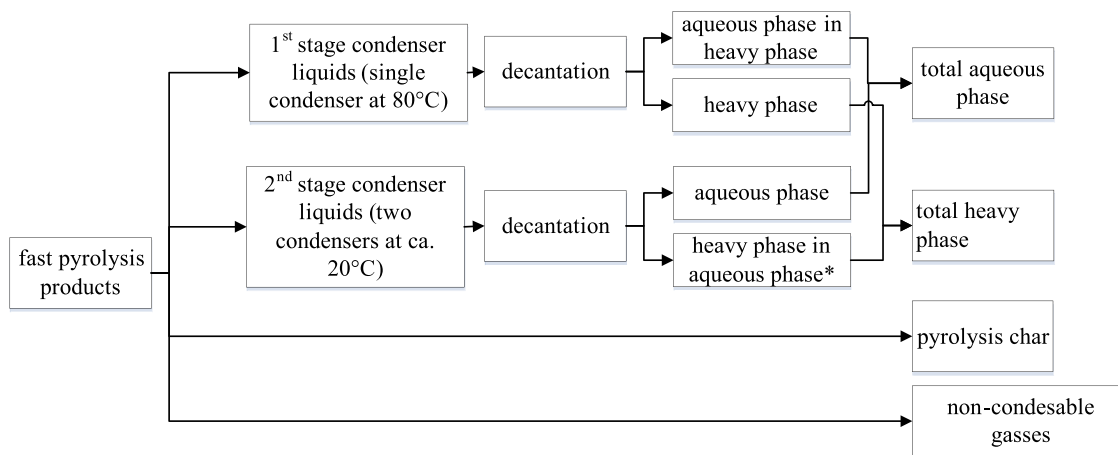 fast pyrolysis
products
1st stage condenser
liquids (single
condenser at 80°C)
decantation
aqueous phase in
heavy phase
heavy phase
total aqueous
phase
2nd stage condenser
liquids (two
condensers at ca.
20°C)
decantation
aqueous phase
heavy phase in
aqueous phase*
total heavy
phase
pyrolysis char
non-condesable
gasses